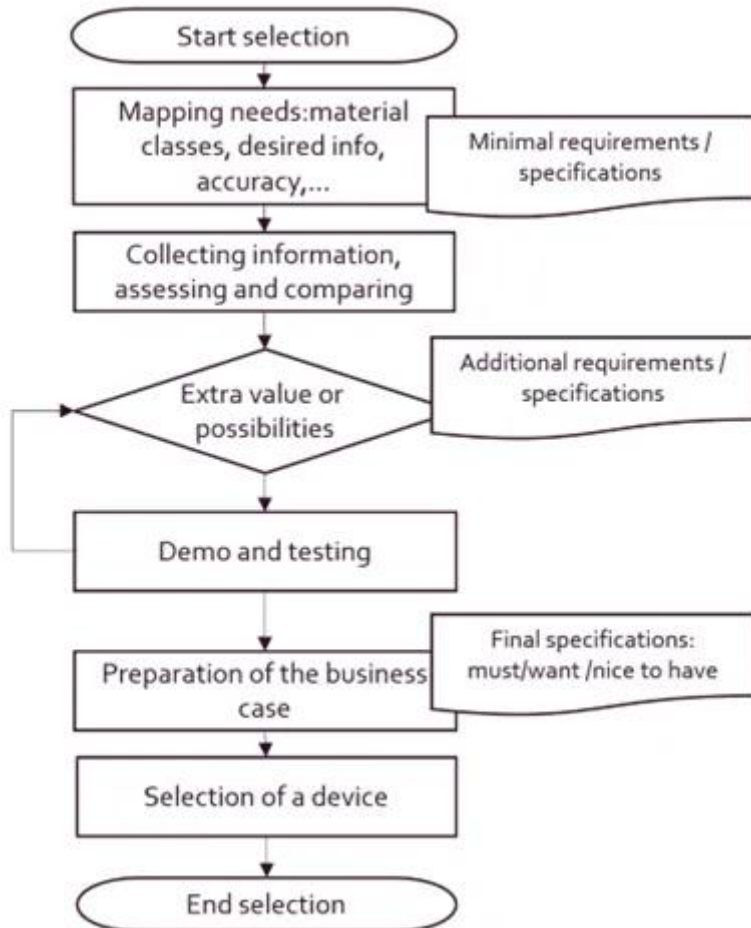 Start selection
Mapping needs:material
classes, desired info,
accuracy,...
Minimal requirements /
specifications
Collecting information,
assessing and comparing
Extra value or
possibilities
Additional requirements /
specifications
Demo and testing
Final specifications:
must/want /nice to have
Preparation of the business
case
Selection of a device
End selection